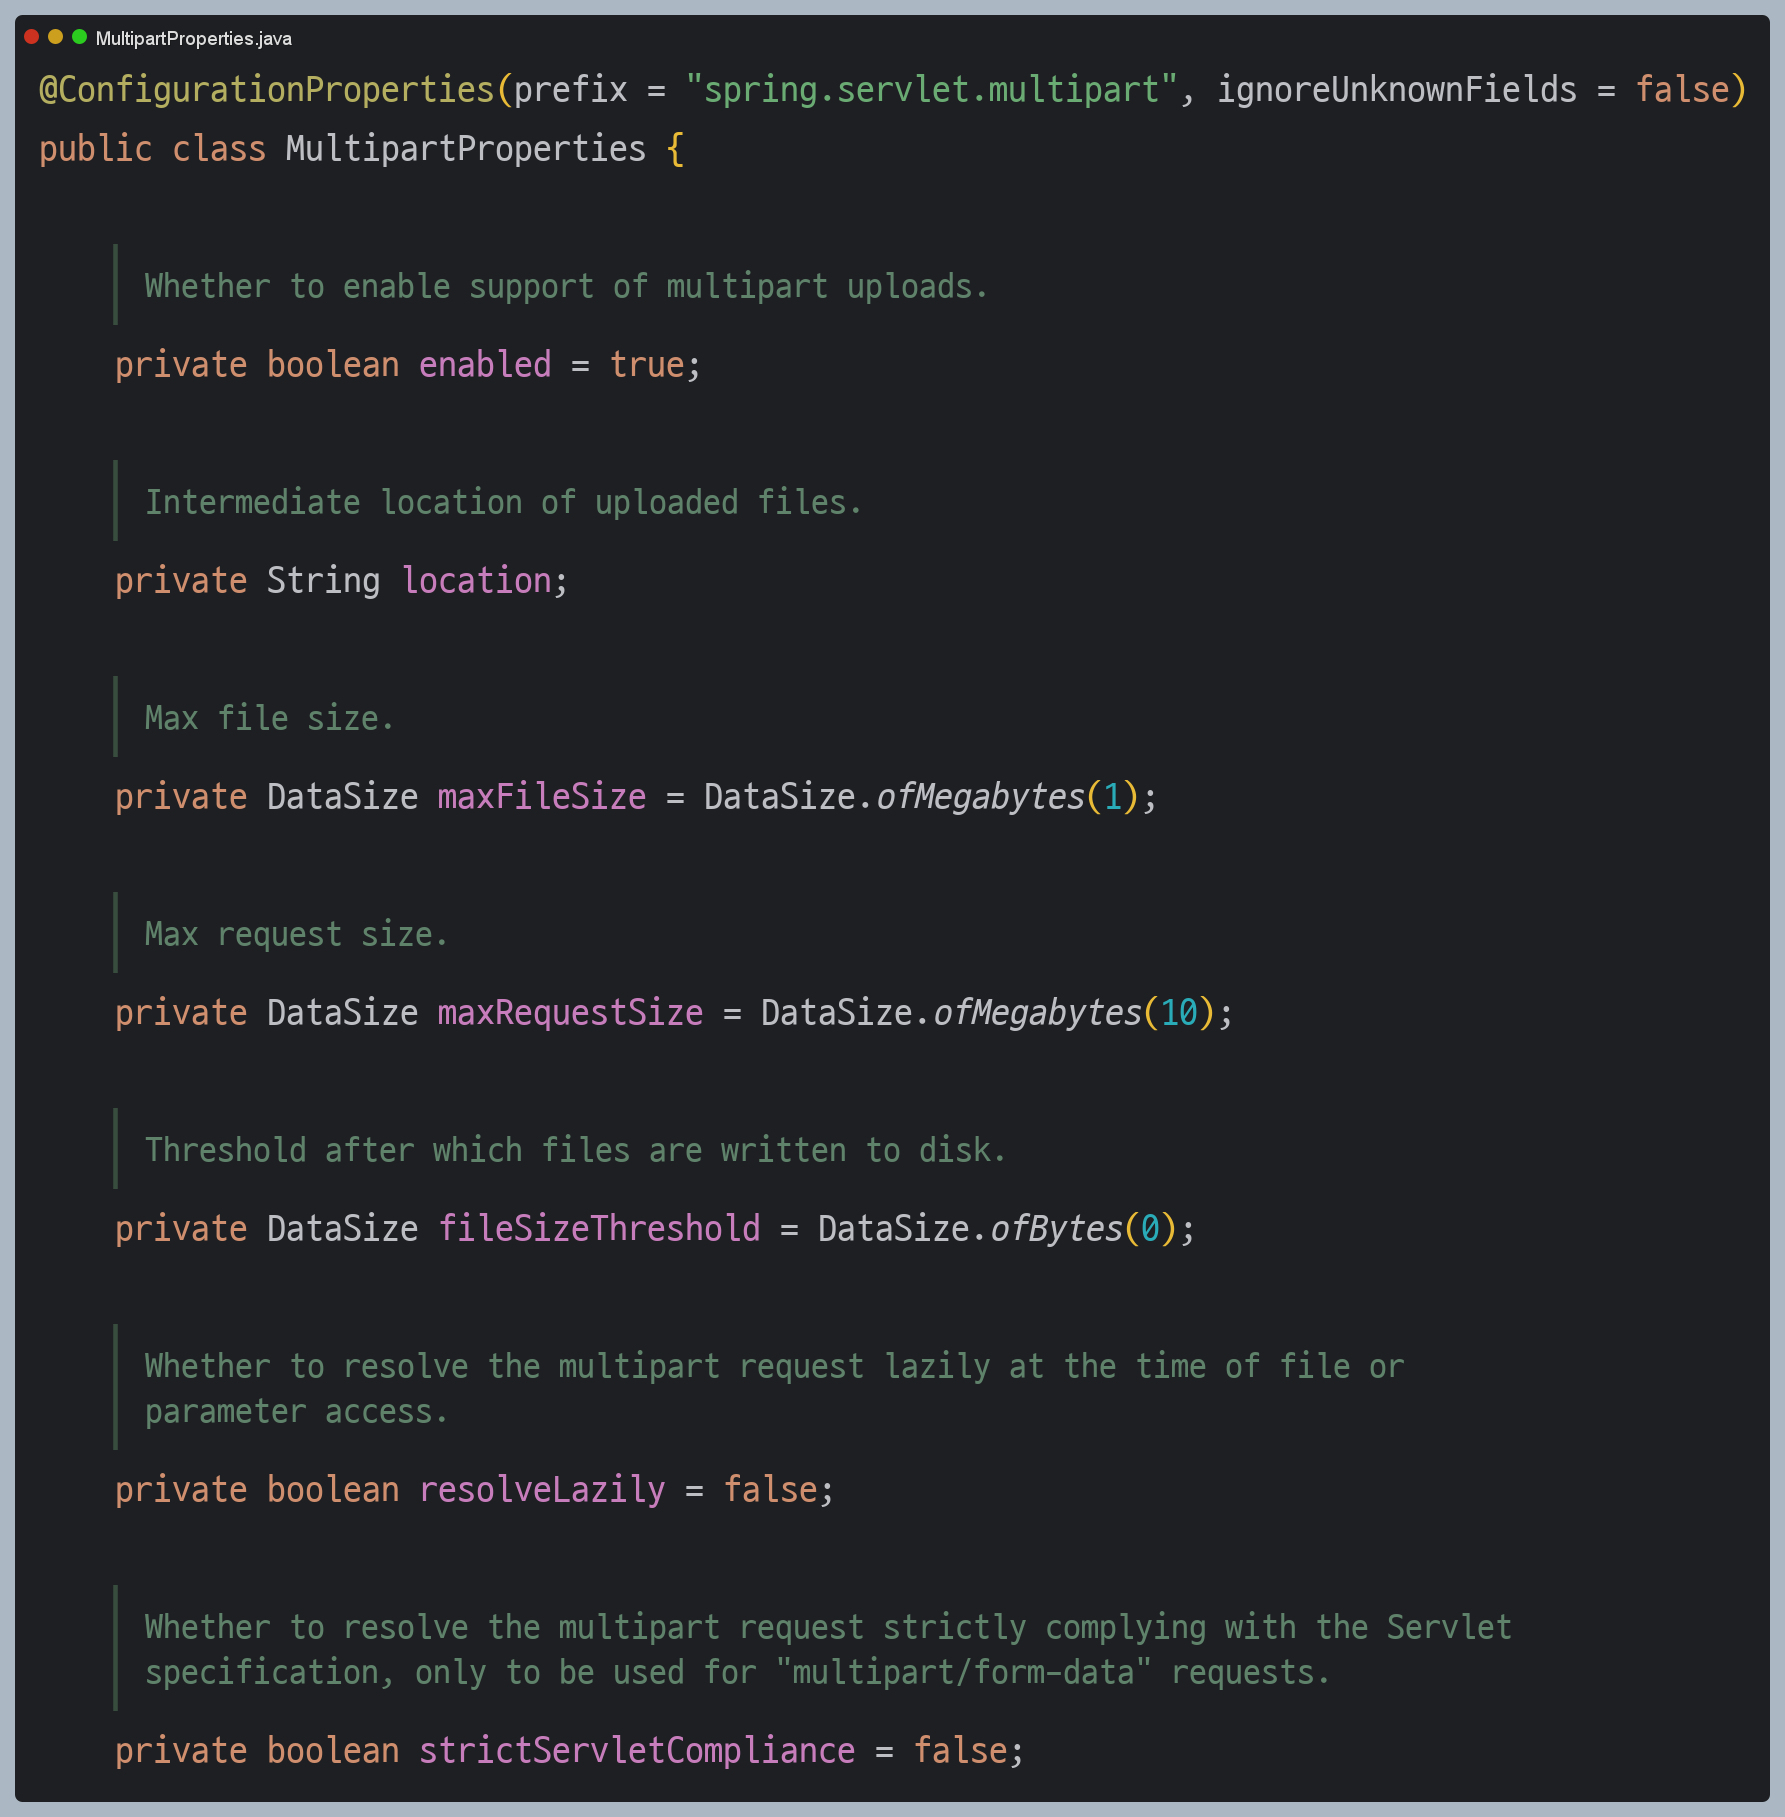 MultipartProperties.java
@ConfigurationProperties(prefix = "spring.servlet.multipart", ignoreUnknownFields = false)
public class MultipartProperties {
Whether to enable support of multipart uploads.
private boolean enabled = true;
Intermediate location of uploaded files.
private String location;
Max file size.
private DataSize maxFileSize = DataSize.ofMegabytes(1);
Max request size.
private DataSize maxRequestSize = DataSize.ofMegabytes(10);
Threshold after which files are written to disk.
private DataSize fileSizeThreshold = DataSize.ofBytes(0);
Whether to resolve the multipart request lazily at the time of file or
parameter access.
private boolean resolveLazily = false;
Whether to resolve the multipart request strictly complying with the Servlet
specification, only to be used for "multipart/form-data" requests.
private boolean strictServletCompliance = false;